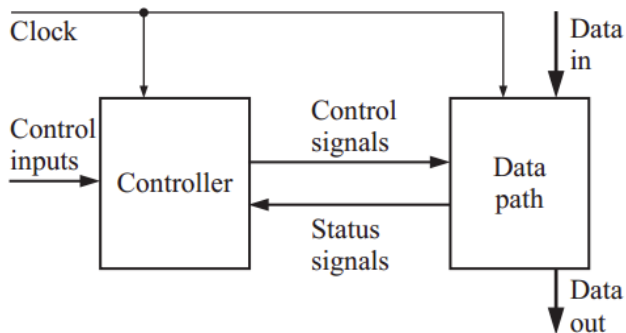 Clock
Data
in
Control
inputs
Controller
Control
signals
Data
path
Status
signals
Data
out